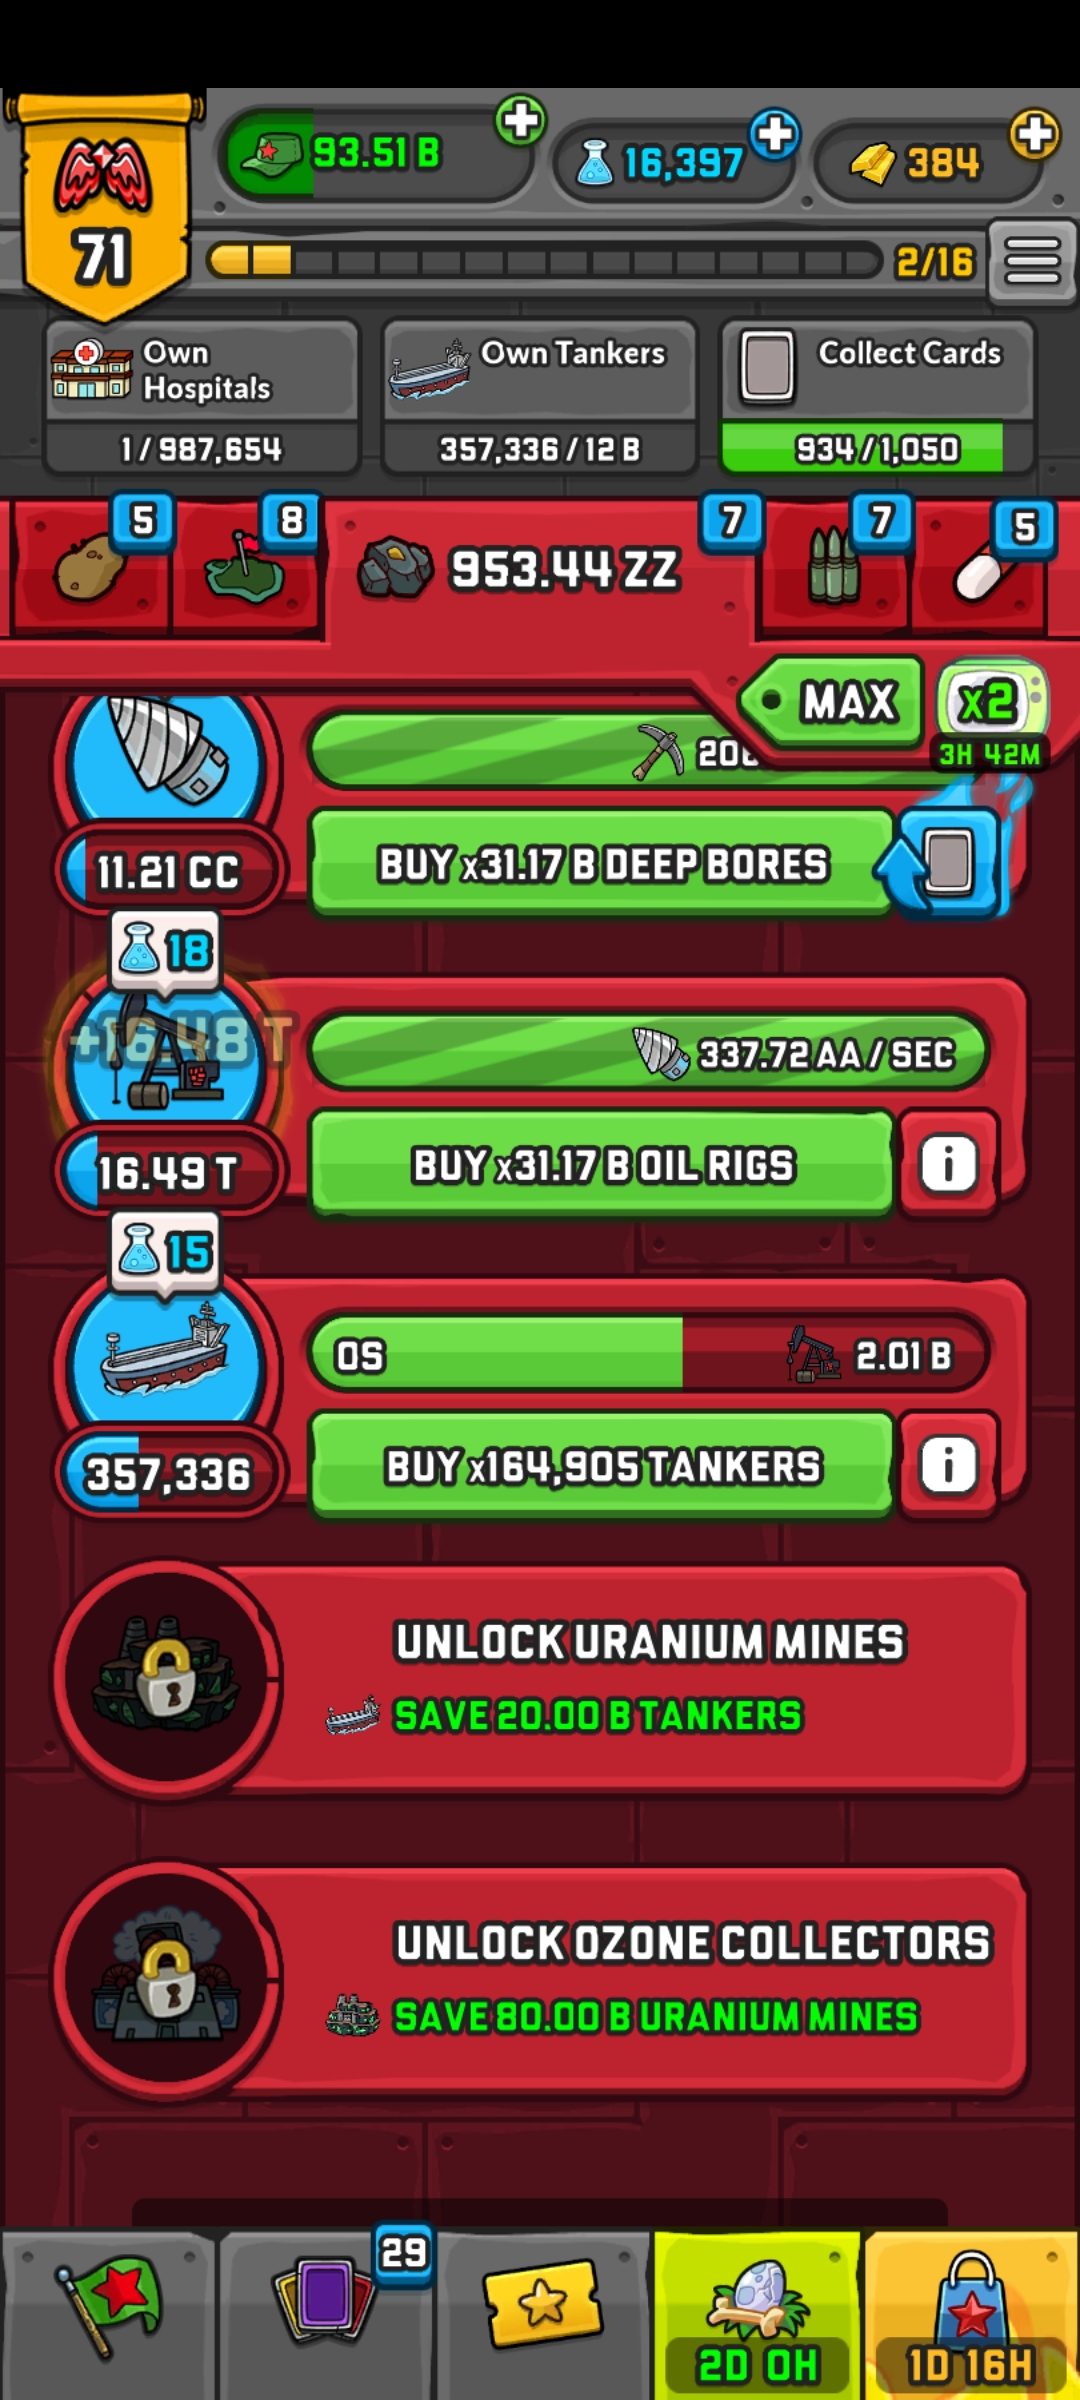 93.51 B
16,397
384
71
2/16
Own
Hospitals
1 / 987,654
Own Tankers
357,336 / 12 B
Collect Cards
934 / 1,050
5
8
953.44 ZZ
7
7
5
MAX
x2
3H 42M
11.21 CC
BUY x31.17 B DEEP BORES
18
+16.48 T
337.72 AA / SEC
16.49 T
BUY x31.17 B OIL RIGS
i
15
0S
2.01 B
357,336
BUY x164,905 TANKERS
i
UNLOCK URANIUM MINES
SAVE 20.00 B TANKERS
UNLOCK OZONE COLLECTORS
SAVE 80.00 B URANIUM MINES
29
2D 0H
1D 16H